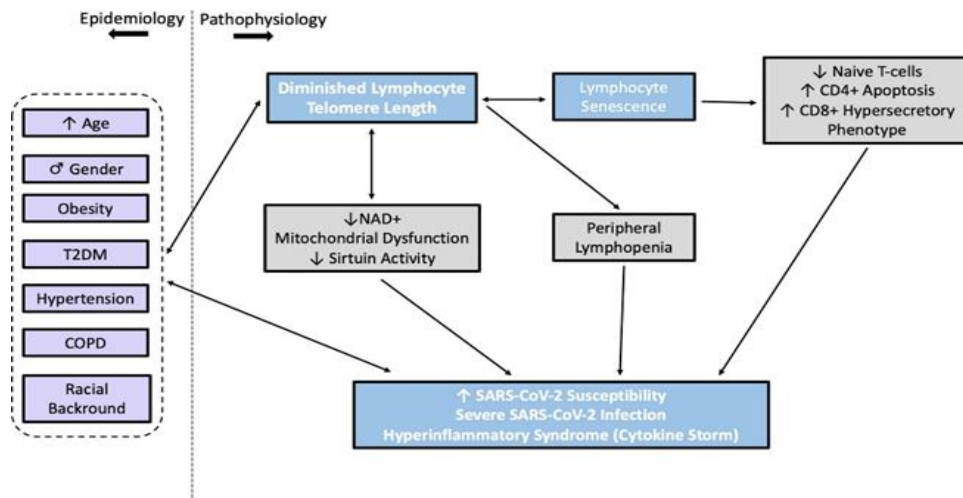 Epidemiology
Pathophysiology
↑ Age
♂ Gender
Obesity
T2DM
Hypertension
COPD
Racial
Backround
Diminished Lymphocyte
Telomere Length
Lymphocyte
Senescence
↓ Naive T-cells
↑ CD4+ Apoptosis
↑ CD8+ Hypersecretory
Phenotype
↓NAD+
Mitochondrial Dysfunction
↓ Sirtuin Activity
Peripheral
Lymphopenia
↑ SARS-CoV-2 Susceptibility
Severe SARS-CoV-2 Infection
Hyperinflammatory Syndrome (Cytokine Storm)